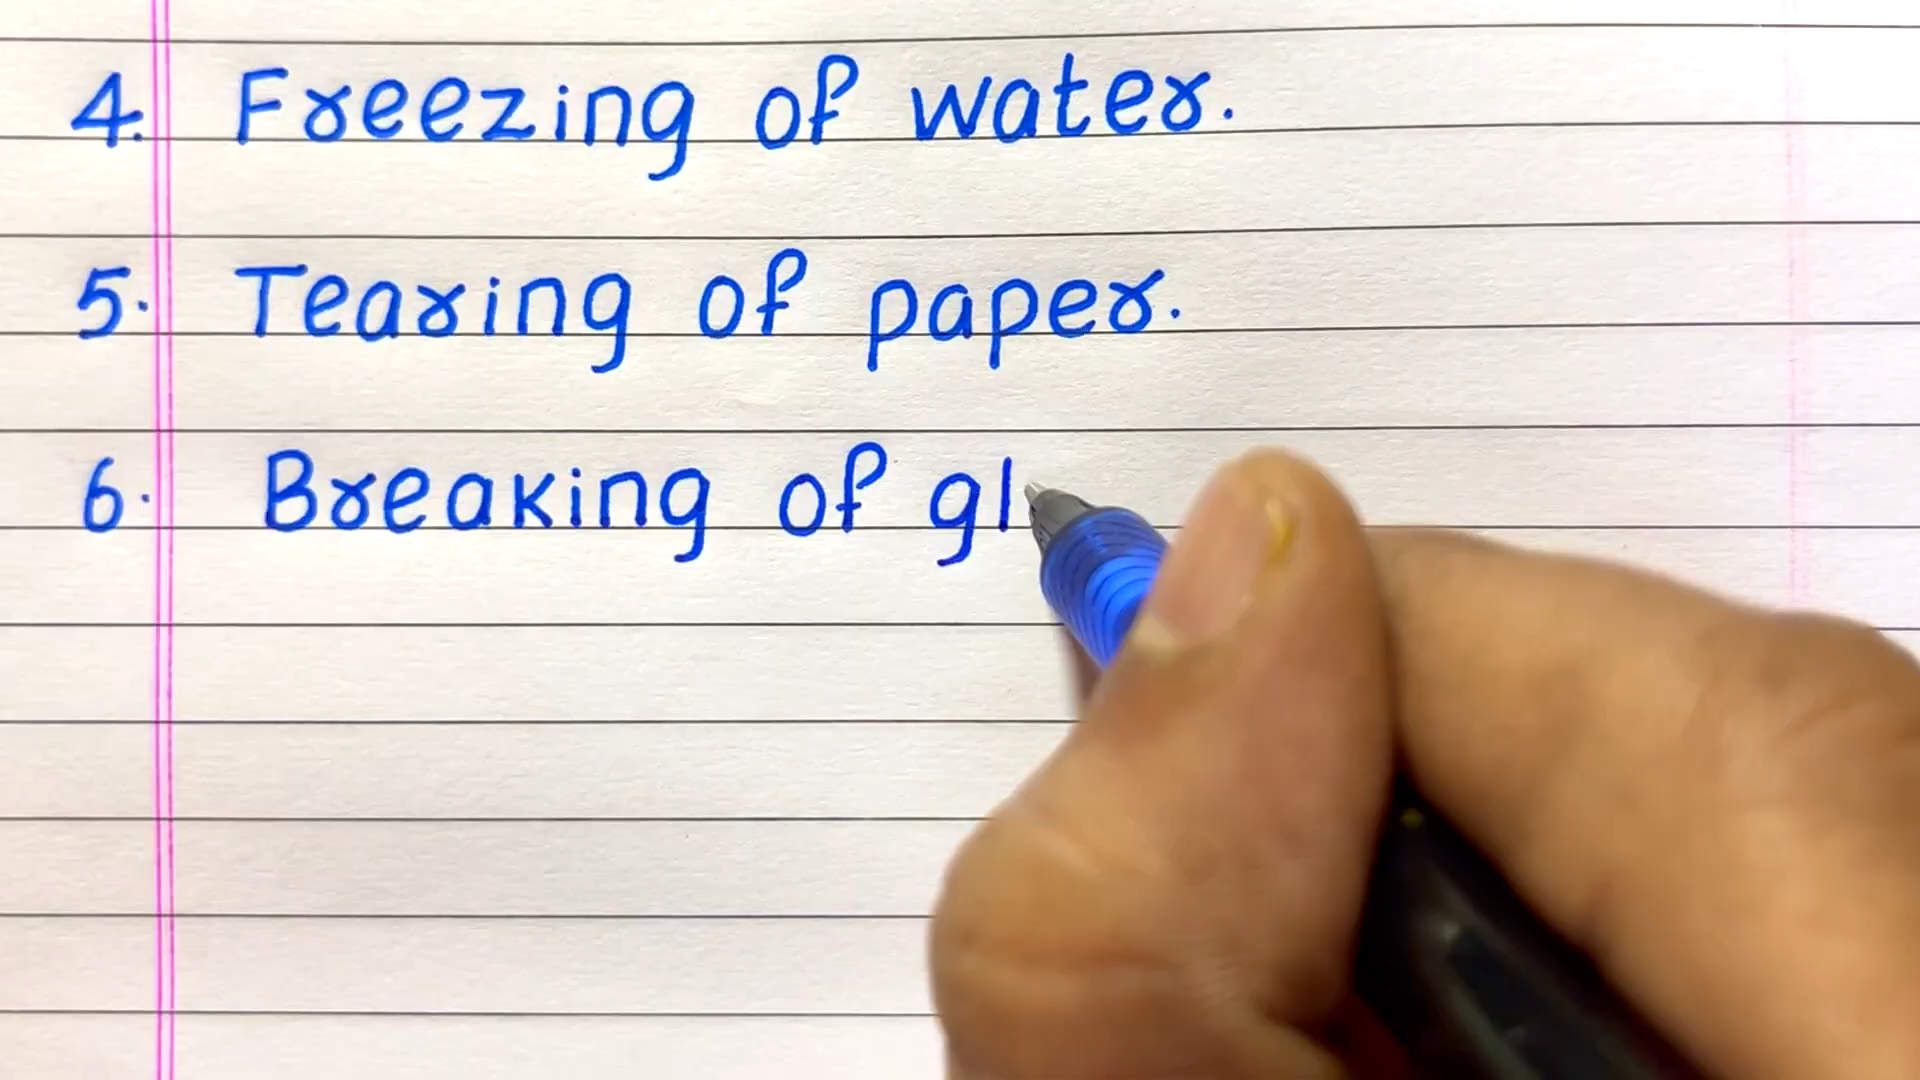 4. Freezing of water.
5. Tearing of paper.
6. Breaking of gl